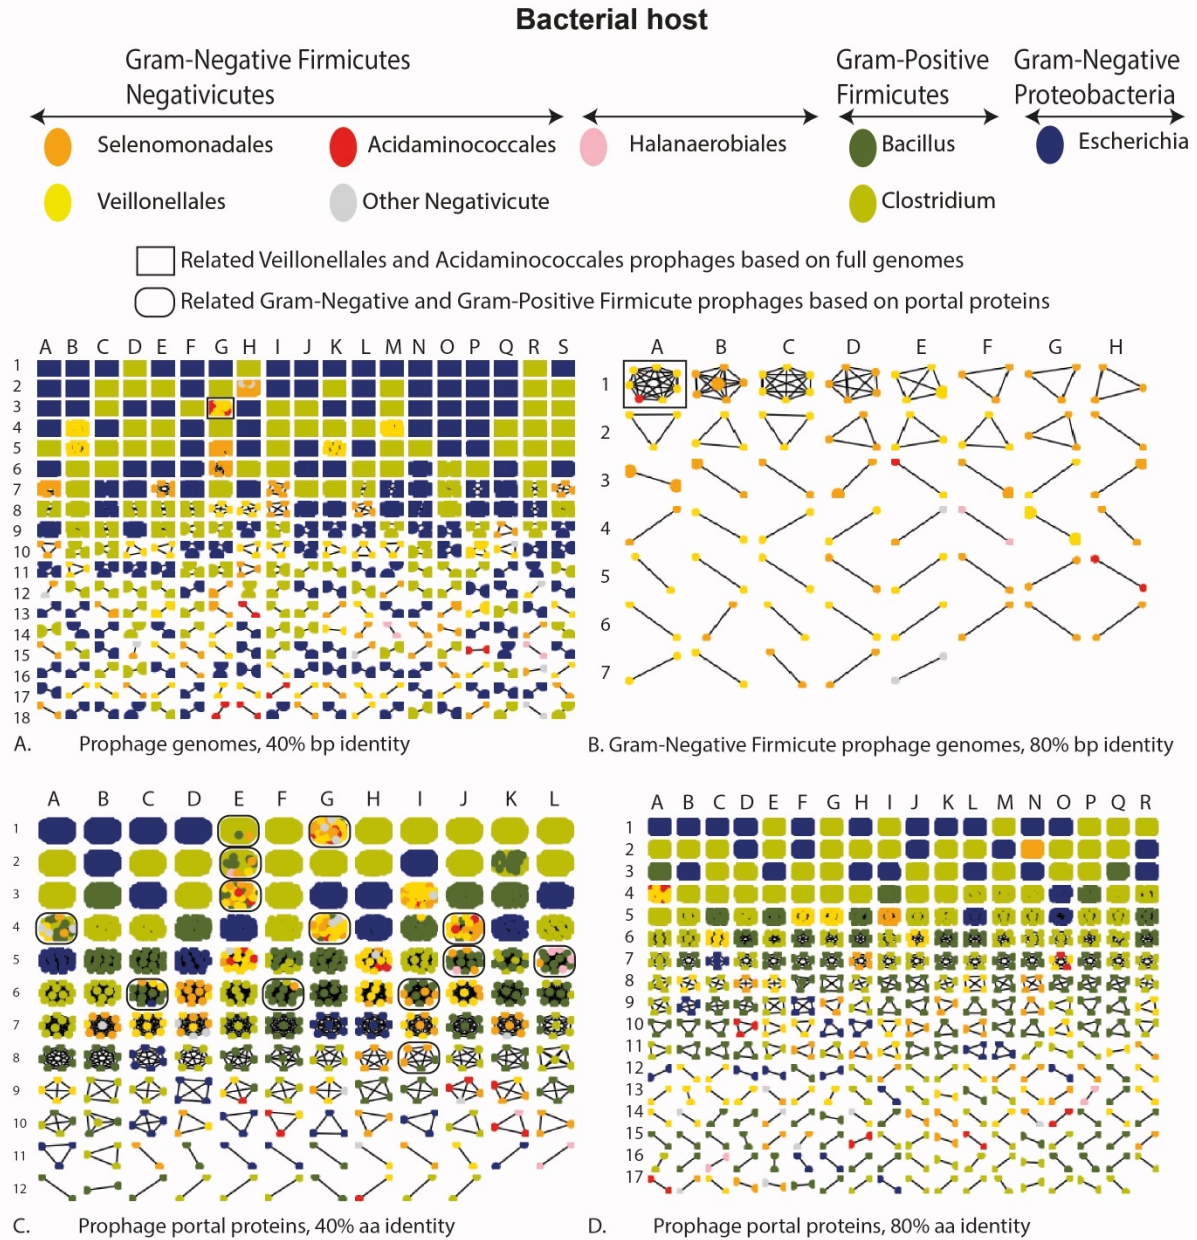 Bacterial host
Gram-Negative Firmicutes
Negativicutes
Gram-Positive
Firmicutes
Gram-Negative
Proteobacteria
Selenomonadales
Acidaminococcales
Halanaerobiales
Bacillus
Escherichia
Veillonellales
Other Negativicute
Clostridium
Related Veillonellales and Acidaminococcales prophages based on full genomes
Related Gram-Negative and Gram-Positive Firmicute prophages based on portal proteins
A B C D E F G H I J K L M N O P Q R S
1
2
3
4
5
6
7
8
9
10
11
12
13
14
15
16
17
18
A. Prophage genomes, 40% bp identity
A B C D E F G H
1
2
3
4
5
6
7
B. Gram-Negative Firmicute prophage genomes, 80% bp identity
A B C D E F G H I J K L
1
2
3
4
5
6
7
8
9
10
11
12
C. Prophage portal proteins, 40% aa identity
A B C D E F G H I J K L M N O P Q R
1
2
3
4
5
6
7
8
9
10
11
12
13
14
15
16
17
D. Prophage portal proteins, 80% aa identity